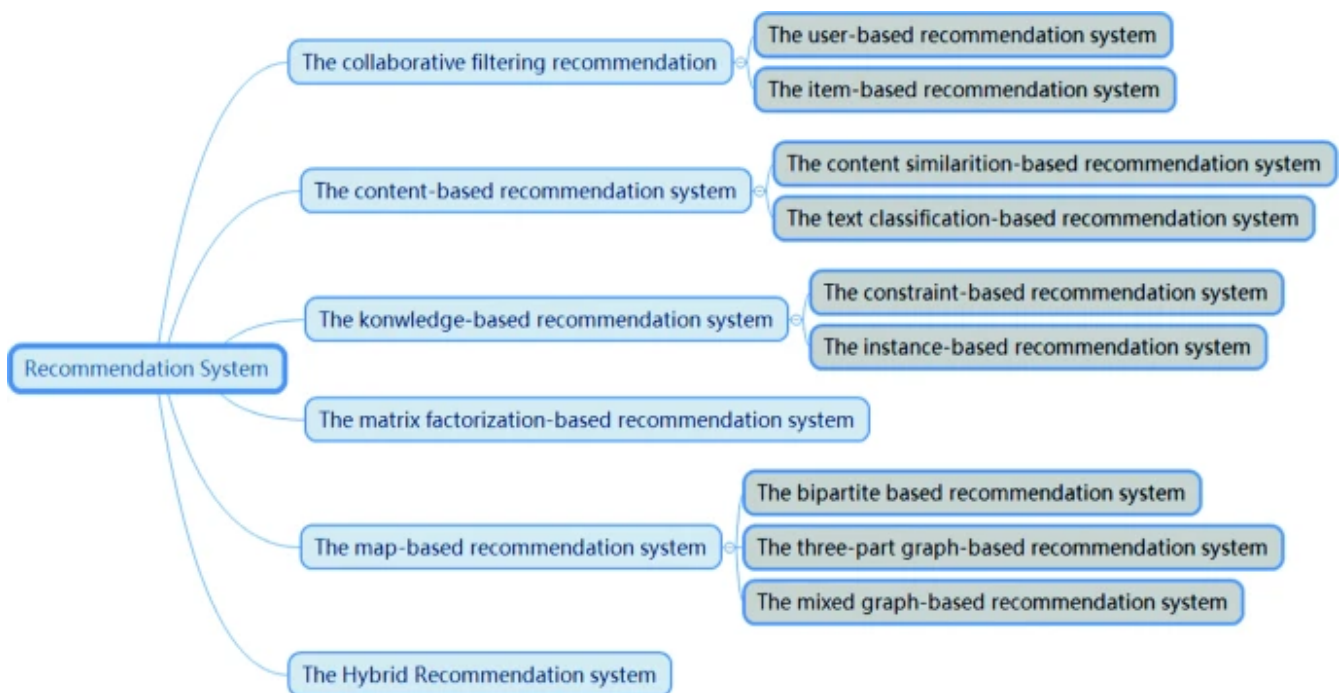 Recommendation System
The collaborative filtering recommendation
The user-based recommendation system
The item-based recommendation system
The content-based recommendation system
The content similarition-based recommendation system
The text classification-based recommendation system
The konwledge-based recommendation system
The constraint-based recommendation system
The instance-based recommendation system
The matrix factorization-based recommendation system
The map-based recommendation system
The bipartite based recommendation system
The three-part graph-based recommendation system
The mixed graph-based recommendation system
The Hybrid Recommendation system